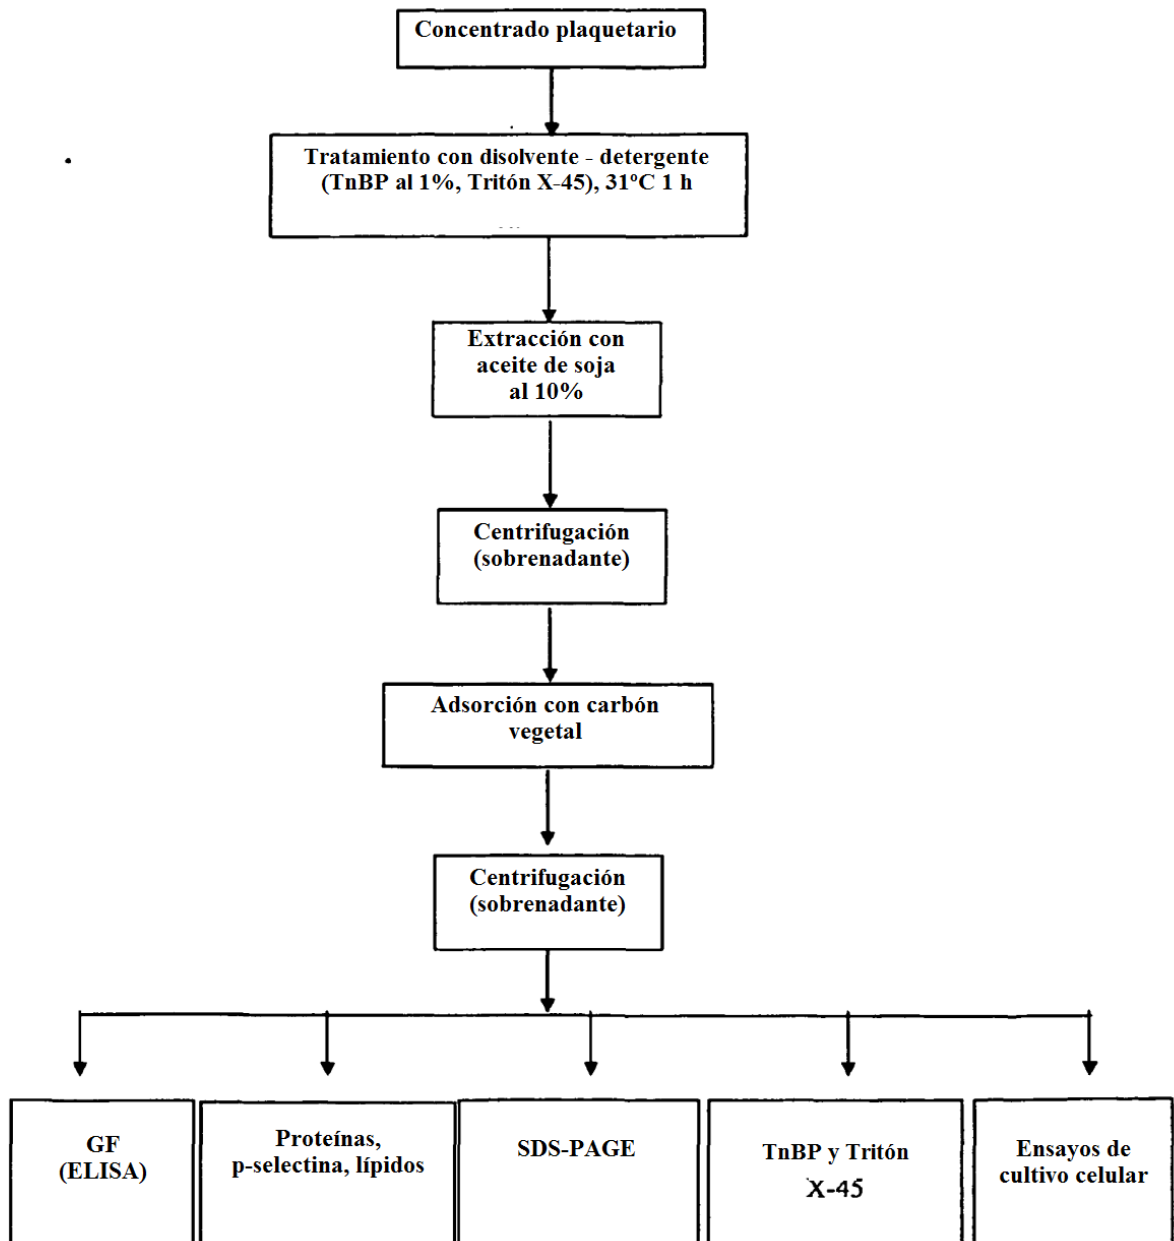 Concentrado plaquetario
Tratamiento con disolvente - detergente
(TnBP al 1%, Tritón X-45), 31ºC 1 h
Extracción con
aceite de soja
al 10%
Centrifugación
(sobrenadante)
Adsorción con carbón
vegetal
Centrifugación
(sobrenadante)
GF
(ELISA)
Proteínas,
p-selectina, lípidos
SDS-PAGE
TnBP y Tritón
X-45
Ensayos de
cultivo celular